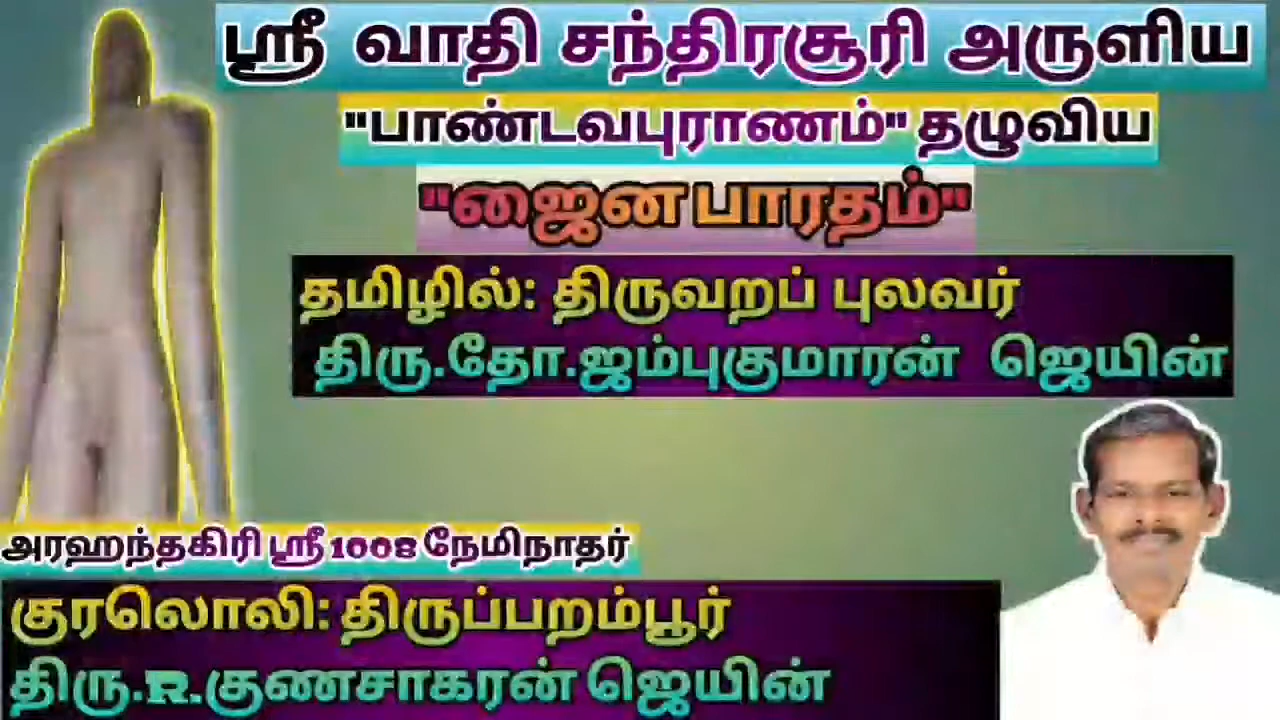 ஸ்ரீ வாதி சந்திரசூரி அருளிய
"பாண்டவபுராணம்" தழுவிய
"ஜைன பாரதம்"
தமிழில்: திருவறப் புலவர்
திரு.தோ.ஜம்புகுமாரன் ஜெயின்
அரஹந்தகிரி ஸ்ரீ 1008 நேமிநாதர்
குரலொலி: திருப்பறம்பூர்
திரு.R.குணசாகரன் ஜெயின்